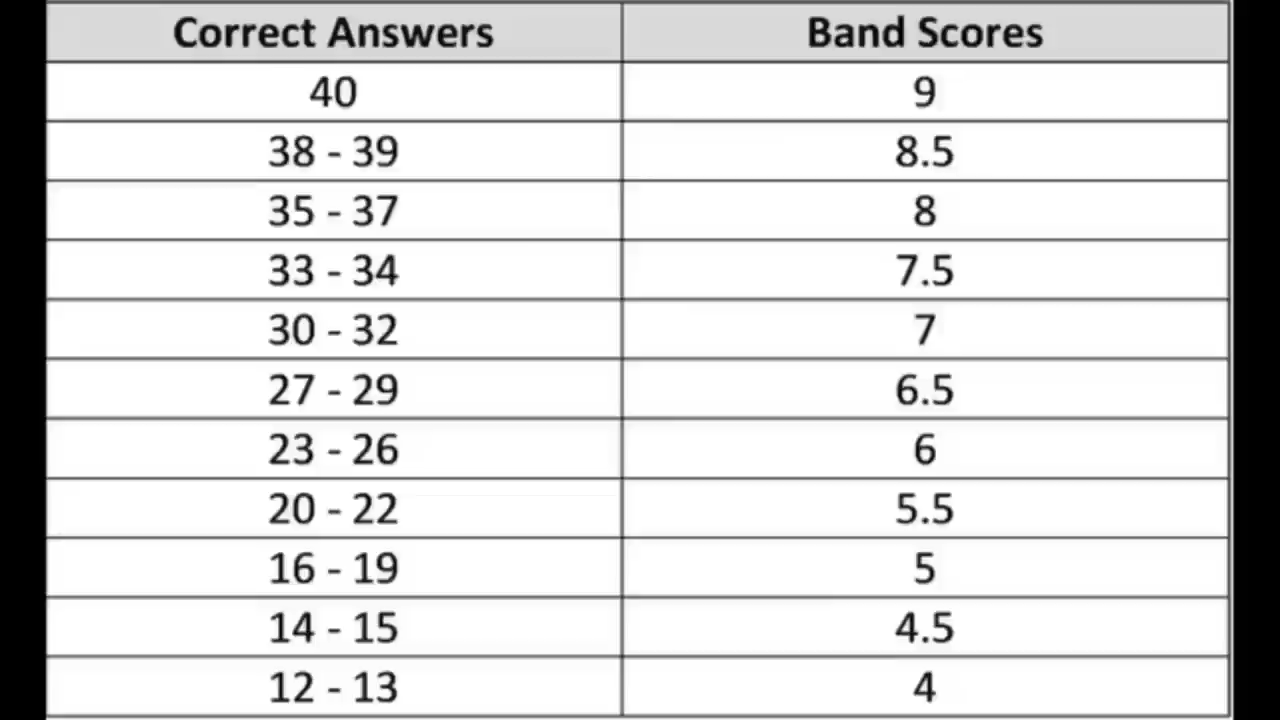 Correct Answers Band Scores
40 9
38 - 39 8.5
35 - 37 8
33 - 34 7.5
30 - 32 7
27 - 29 6.5
23 - 26 6
20 - 22 5.5
16 - 19 5
14 - 15 4.5
12 - 13 4